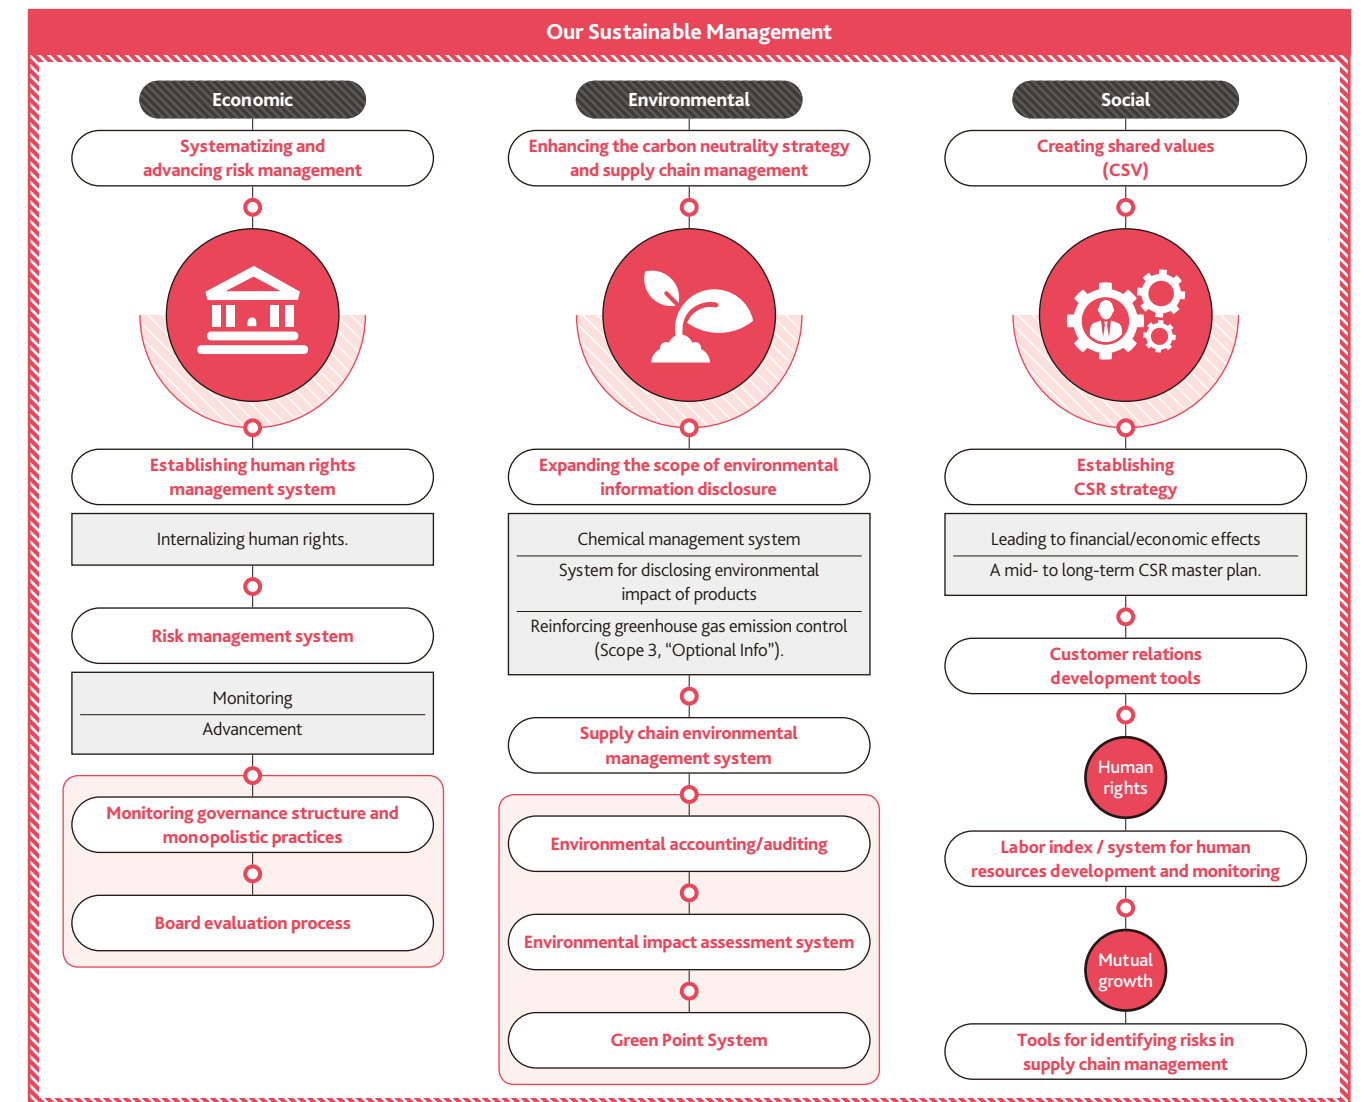 Our Sustainable Management
Economic
Systematizing and
advancing risk management
Establishing human rights
management system
Internalizing human rights.
Risk management system
Monitoring
Advancement
Monitoring governance structure and
monopolistic practices
Board evaluation process
Environmental
Enhancing the carbon neutrality strategy
and supply chain management
Expanding the scope of environmental
information disclosure
Chemical management system
System for disclosing environmental
impact of products
Reinforcing greenhouse gas emission control
(Scope 3, “Optional Info”).
Supply chain environmental
management system
Environmental accounting/auditing
Environmental impact assessment system
Green Point System
Social
Creating shared values
(CSV)
Establishing
CSR strategy
Leading to financial/economic effects
A mid- to long-term CSR master plan.
Customer relations
development tools
Human
rights
Labor index / system for human
resources development and monitoring
Mutual
growth
Tools for identifying risks in
supply chain management